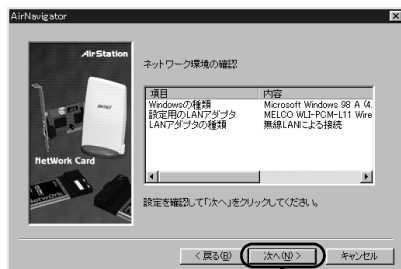 AirNavigator
AirStation
NetWork Card
ネットワーク環境の確認
項目 内容
Windowsの種類 Microsoft Windows 98 A (4.
設定用のLANアダプタ MELCO WLI-PCM-L11 Wire
LANアダプタの種類 無線LANによる接続
設定を確認して「次へ」をクリックしてください。
< 戻る(B) 次へ(N) > キャンセル